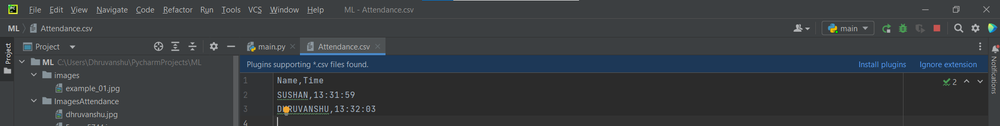 PC File Edit View Navigate Code Refactor Run Tools VCS Window Help ML - Attendance.csv
ML Attendance.csv main
Project Project main.py Attendance.csv
ML C:\Users\Dhruvanshu\PycharmProjects\ML
images
example_01.jpg
ImagesAttendance
dhruvanshu.jpg
Plugins supporting *.csv files found. Install plugins Ignore extension
1 Name,Time 2
2 SUSHAN,13:31:59
3 DHRUVANSHU,13:32:03
4
Notifications